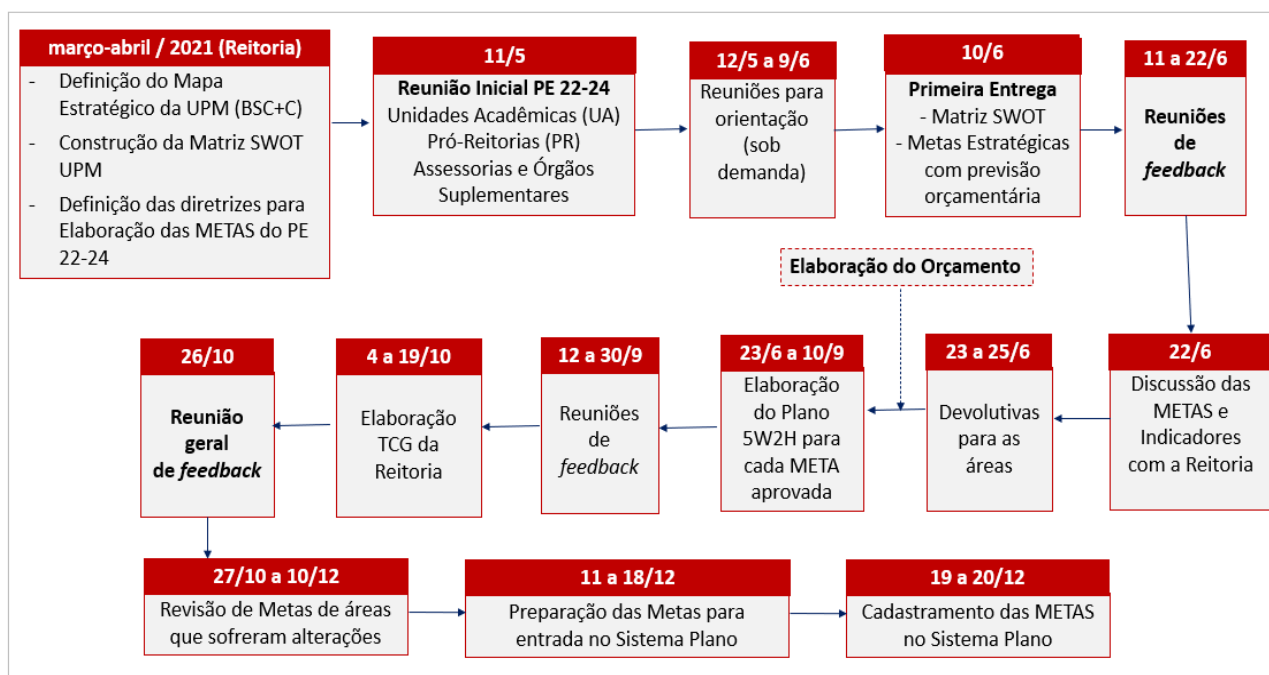 março-abril / 2021 (Reitoria)
- Definição do Mapa
Estratégico da UPM (BSC+C)
- Construção da Matriz SWOT
UPM
- Definição das diretrizes para
Elaboração das METAS do PE
22-24
11/5
Reunião Inicial PE 22-24
Unidades Acadêmicas (UA)
Pró-Reitorias (PR)
Assessorias e Órgãos
Suplementares
12/5 a 9/6
Reuniões para
orientação
(sob
demanda)
10/6
Primeira Entrega
- Matriz SWOT
- Metas Estratégicas
com previsão
orçamentária
11 a 22/6
Reuniões
de
feedback
Elaboração do Orçamento
22/6
Discussão das
METAS e
Indicadores
com a Reitoria
23 a 25/6
Devolutivas
para as
áreas
23/6 a 10/9
Elaboração
do Plano
5W2H para
cada META
aprovada
12 a 30/9
Reuniões
de
feedback
4 a 19/10
Elaboração
TCG da
Reitoria
26/10
Reunião
geral
de feedback
27/10 a 10/12
Revisão de Metas de áreas
que sofreram alterações
11 a 18/12
Preparação das Metas para
entrada no Sistema Plano
19 a 20/12
Cadastramento das METAS
no Sistema Plano